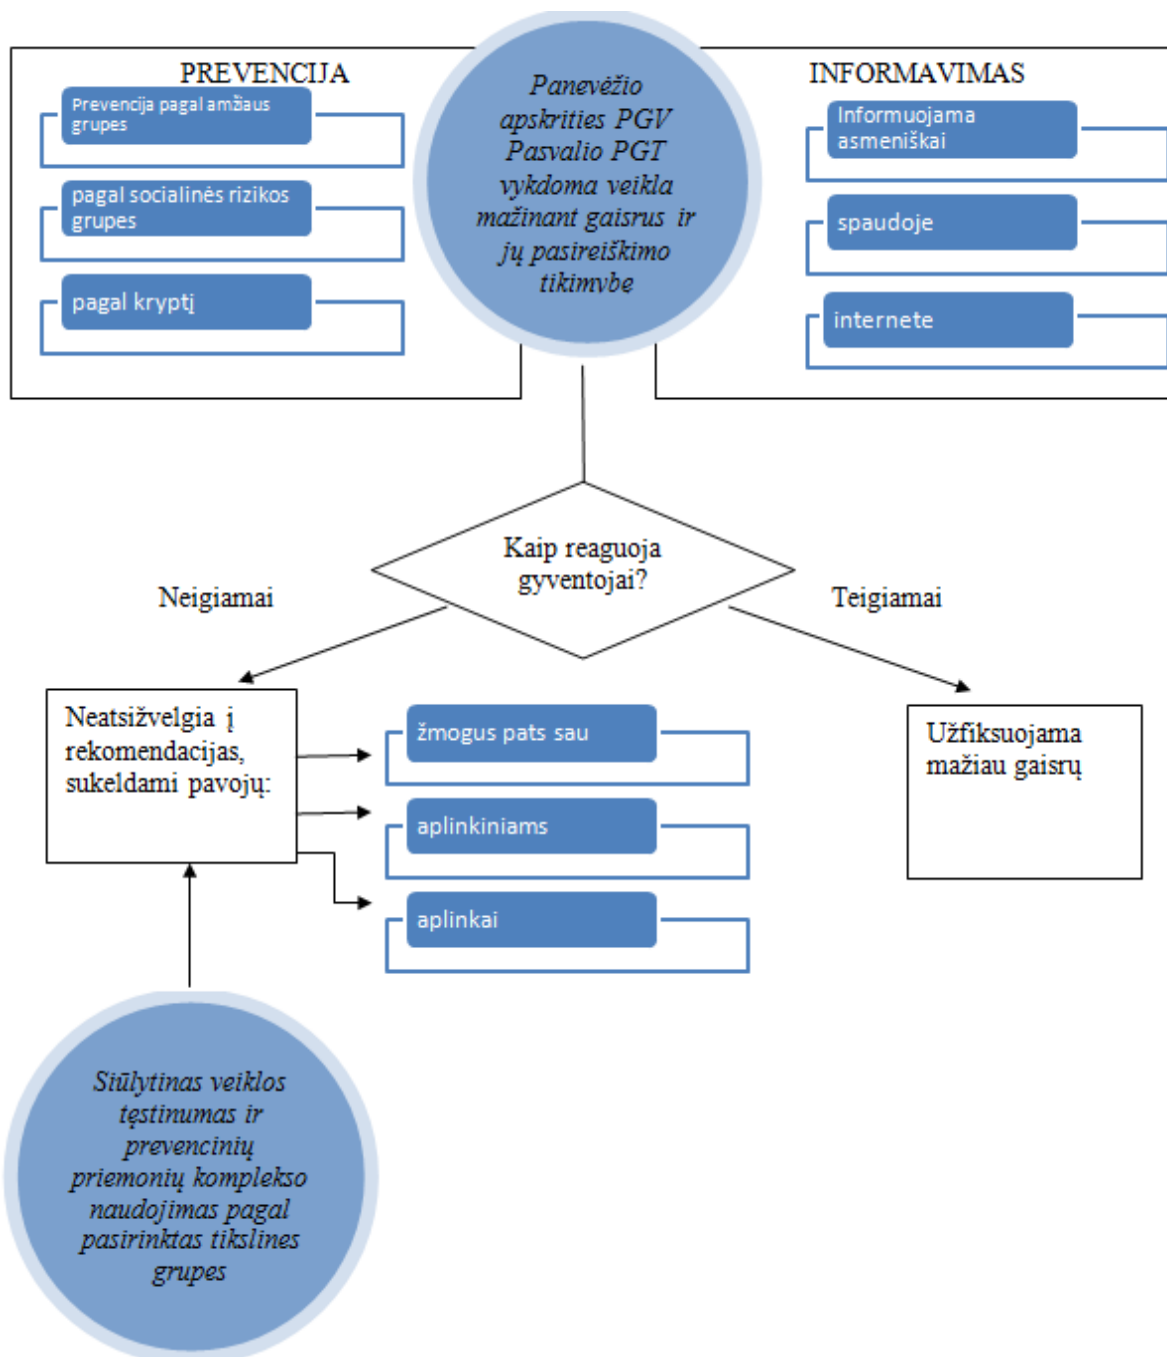 PREVENCIJA
Prevencija pagal amžiaus
grupes
pagal socialinės rizikos
grupes
pagal kryptį
Panevėžio
apskrities PGV
Pasvalio PGT
vykdoma veikla
mažinant gaisrus ir
jų pasireiškimo
tikimybę
INFORMAVIMAS
Informuojama
asmeniškai
spaudoje
internete
Kaip reaguoja
gyventojai?
Neigiamai
Teigiamai
Neatsižvelgia į
rekomendacijas,
sukeldami pavojų:
žmogus pats sau
aplinkiniams
aplinkai
Užfiksuojama
mažiau gaisrų
Siūlytinas veiklos
tęstinumas ir
prevencinių
priemonių komplekso
naudojimas pagal
pasirinktas tikslines
grupes